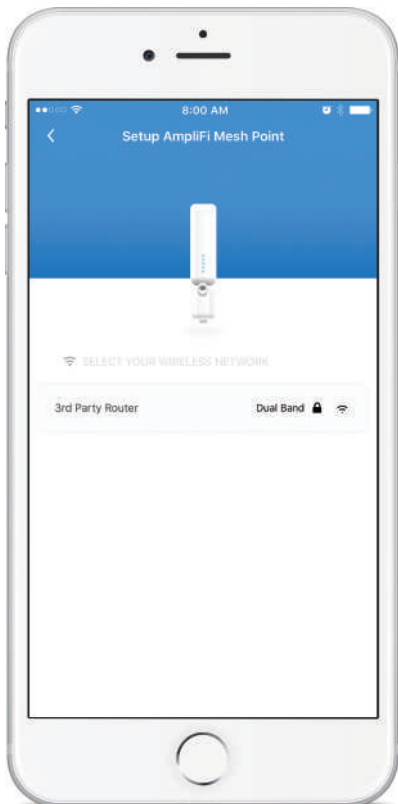 8:00 AM
Setup AmpliFi Mesh Point
SELECT YOUR WIRELESS NETWORK
3rd Party Router Dual Band